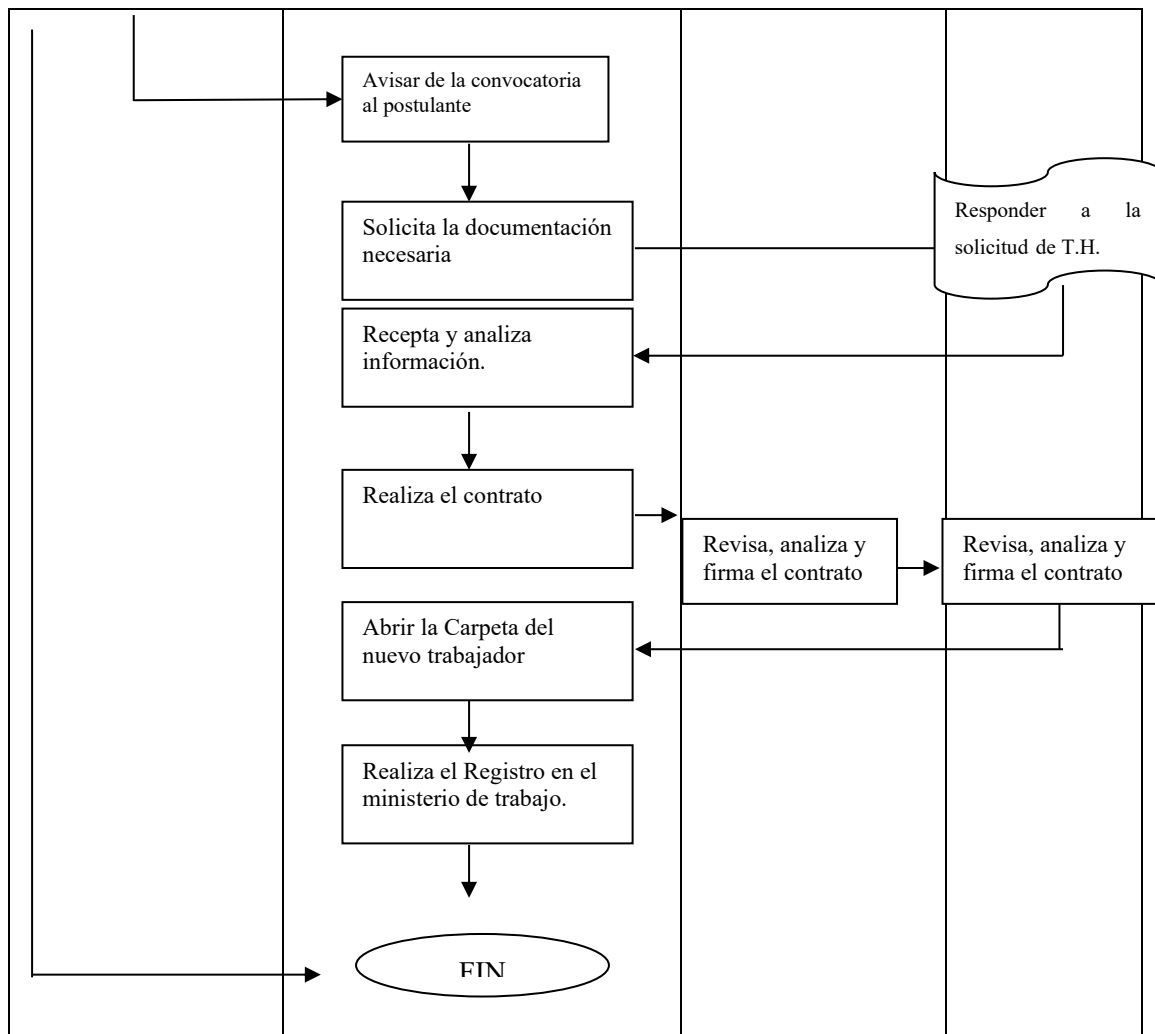 Avisar de la convocatoria
al postulante
Solicita la documentación
necesaria
Responder a la
solicitud de T.H.
Recepta y analiza
información.
Realiza el contrato
Revisa, analiza y
firma el contrato
Revisa, analiza y
firma el contrato
Abrir la Carpeta del
nuevo trabajador
Realiza el Registro en el
ministerio de trabajo.
FIN